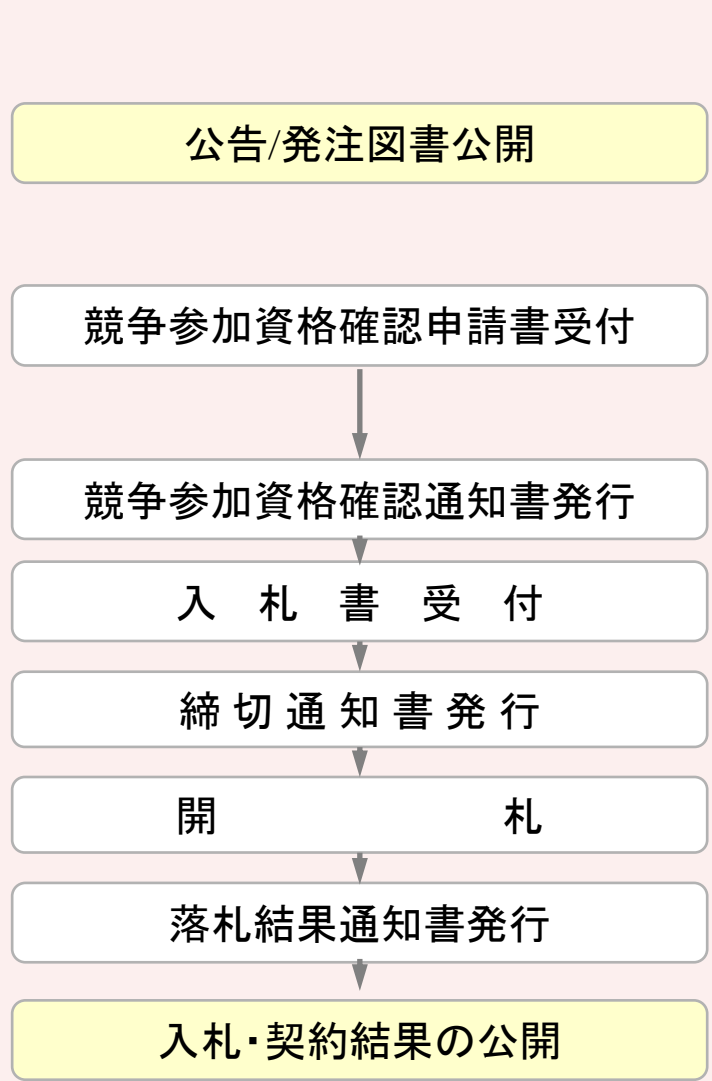 公告/発注図書公開
競争参加資格確認申請書受付
競争参加資格確認通知書発行
入　札　書　受　付
締 切 通 知 書 発 行
開　　　　　　　札
落札結果通知書発行
入札・契約結果の公開